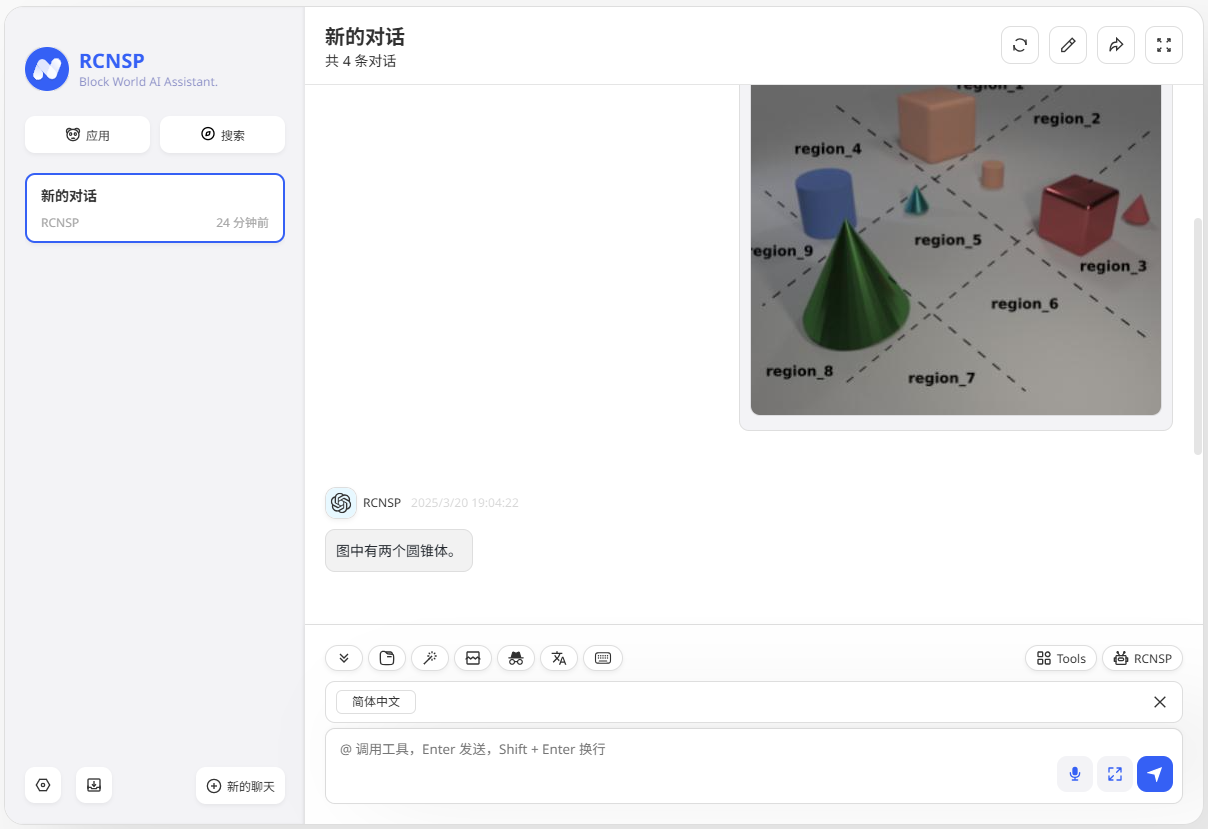 RCNSP
Block World AI Assistant.
应用
搜索
新的对话
RCNSP
24 分钟前
新的聊天
新的对话
共 4 条对话
region_1
region_2
region_4
region_5
region_9
region_3
region_6
region_8
region_7
RCNSP 2025/3/20 19:04:22
图中有两个圆锥体。
Tools
RCNSP
简体中文
@ 调用工具，Enter 发送，Shift + Enter 换行